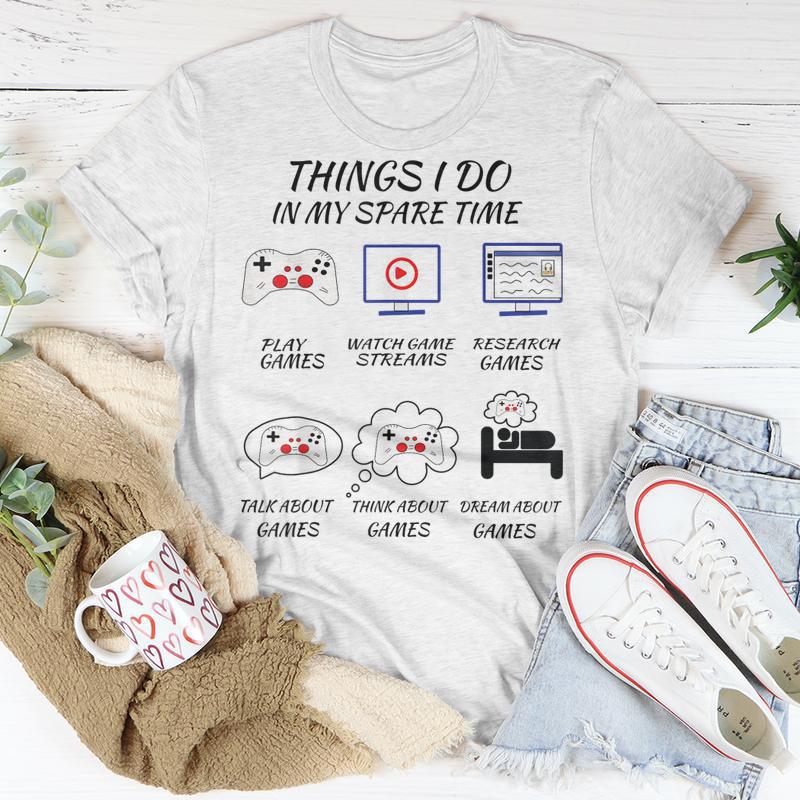 THINGS I DO
IN MY SPARE TIME
PLAY GAMES
WATCH GAME STREAMS
RESEARCH GAMES
TALK ABOUT GAMES
THINK ABOUT GAMES
DREAM ABOUT GAMES